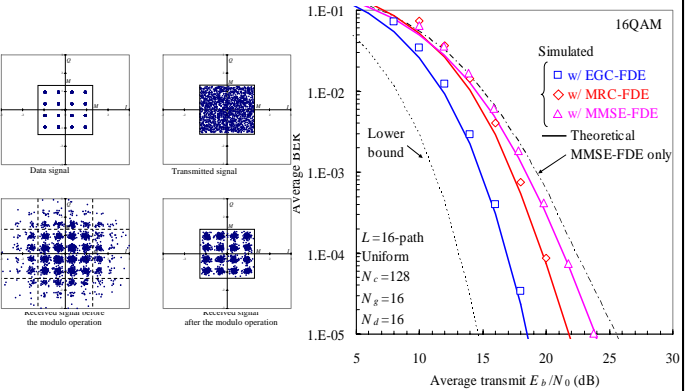 Q
M
M
I
Data signal
Q
M
M
I
Transmitted signal
Q
M
M
I
Received signal before
the modulo operation
Q
M
M
I
Received signal
after the modulo operation
Average BER
1.E-01
1.E-02
1.E-03
1.E-04
1.E-05
16QAM
Simulated
w/ EGC-FDE
w/ MRC-FDE
w/ MMSE-FDE
Theoretical
MMSE-FDE only
Lower
bound
L=16-path
Uniform
Nc=128
Ng=16
Nd=16
5 10 15 20 25 30
Average transmit Eb/N0 (dB)